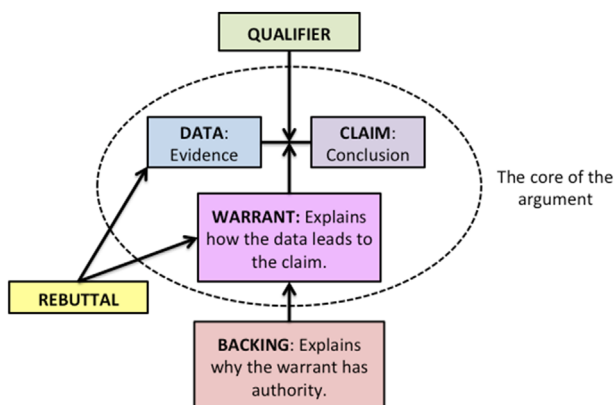 QUALIFIER
DATA:
Evidence
CLAIM:
Conclusion
The core of the
argument
WARRANT: Explains
how the data leads to
the claim.
REBUTTAL
BACKING: Explains
why the warrant has
authority.